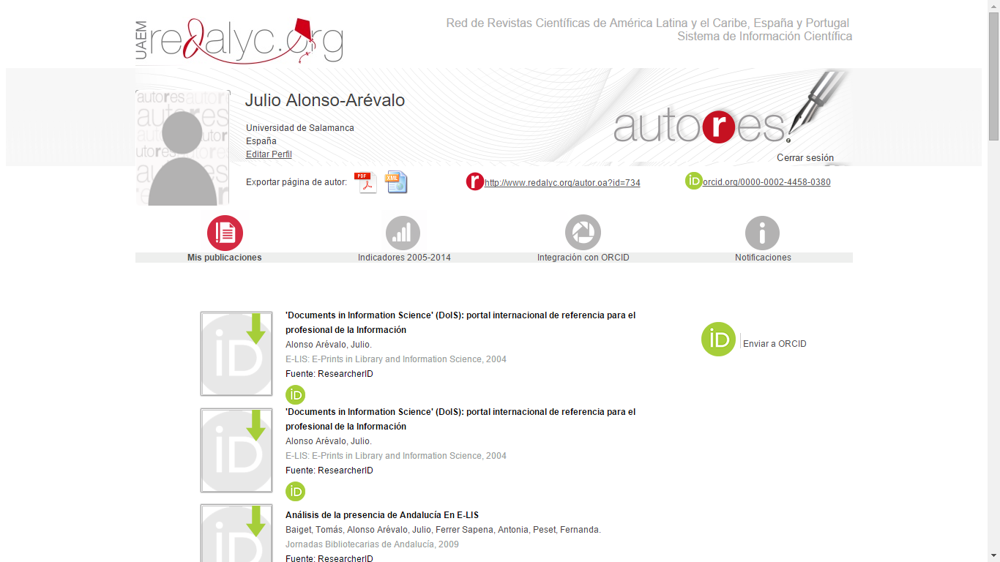 UAEM redalyc.org
Red de Revistas Científicas de América Latina y el Caribe, España y Portugal
Sistema de Información Científica
Julio Alonso-Arévalo
Universidad de Salamanca
España
Editar Perfil
autores.
Cerrar sesión
Exportar página de autor:
PDF
XML
r
http://www.redalyc.org/autor.oa?id=734
iD
orcid.org/0000-0002-4458-0380
Mis publicaciones
Indicadores 2005-2014
Integración con ORCID
Notificaciones
iD
'Documents in Information Science' (DoIS): portal internacional de referencia para el
profesional de la Información
Alonso Arévalo, Julio.
E-LIS: E-Prints in Library and Information Science, 2004
Fuente: ResearcherID
iD
iD
Enviar a ORCID
iD
'Documents in Information Science' (DoIS): portal internacional de referencia para el
profesional de la Información
Alonso Arévalo, Julio.
E-LIS: E-Prints in Library and Information Science, 2004
Fuente: ResearcherID
iD
iD
Análisis de la presencia de Andalucía En E-LIS
Baiget, Tomás, Alonso Arévalo, Julio, Ferrer Sapena, Antonia, Peset, Fernanda.
Jornadas Bibliotecarias de Andalucía, 2009
Fuente: ResearcherID